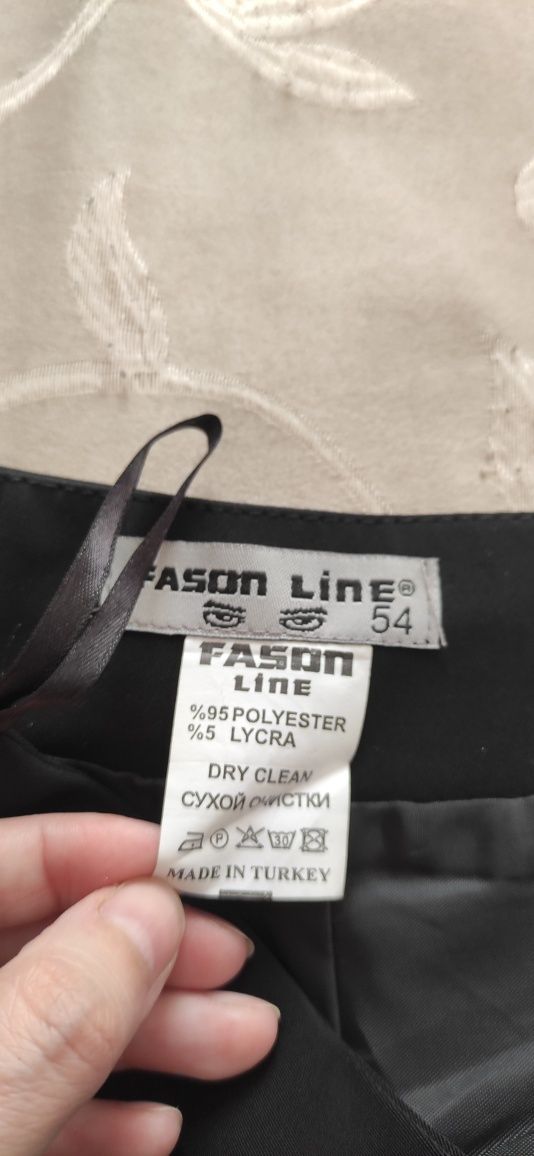 FASON LINE®
54
FASON
LINE
%95 POLYESTER
%5 LYCRA
DRY CLEAN
СУХОЙ ОЧИСТКИ
P 30
MADE IN TURKEY